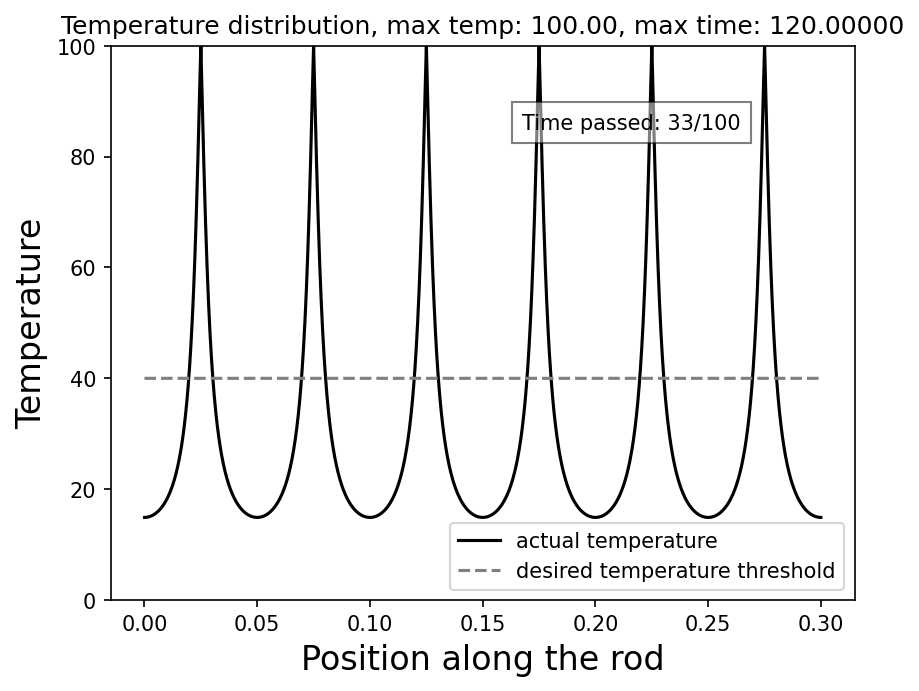 Temperature distribution, max temp: 100.00, max time: 120.00000
100
80
60
40
20
0
Temperature
Time passed: 33/100
actual temperature
desired temperature threshold
0.00 0.05 0.10 0.15 0.20 0.25 0.30
Position along the rod